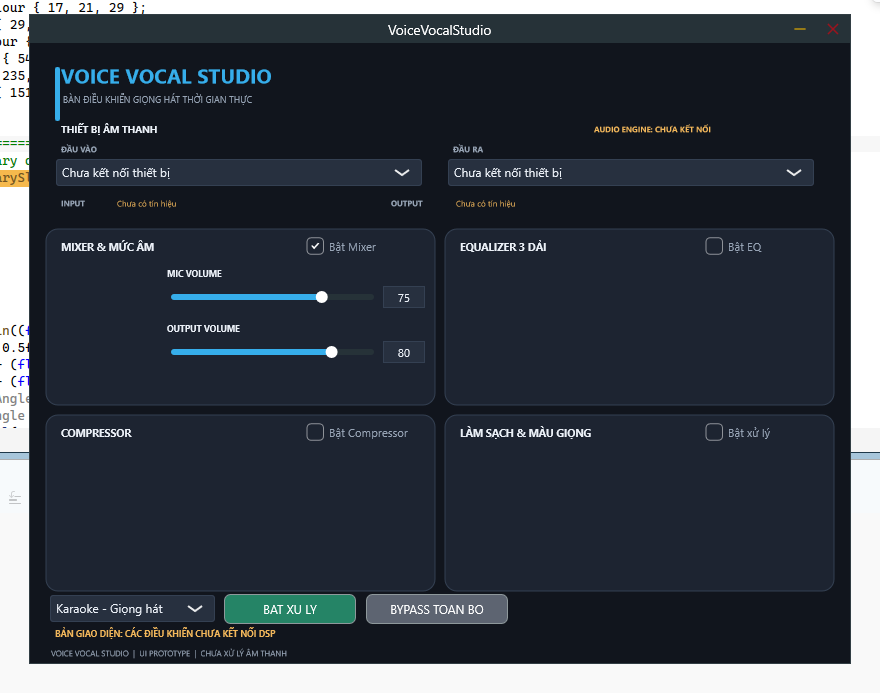 our { 17, 21, 29 };
VoiceVocalStudio
VOICE VOCAL STUDIO
BÀN ĐIỀU KHIỂN GIỌNG HÁT THỜI GIAN THỰC
THIẾT BỊ ÂM THANH
AUDIO ENGINE: CHƯA KẾT NỐI
ĐẦU VÀO
ĐẦU RA
Chưa kết nối thiết bị
Chưa kết nối thiết bị
INPUT
Chưa có tín hiệu
OUTPUT
Chưa có tín hiệu
MIXER & MỨC ÂM
Bật Mixer
EQUALIZER 3 DẢI
Bật EQ
MIC VOLUME
75
OUTPUT VOLUME
80
COMPRESSOR
Bật Compressor
LÀM SẠCH & MÀU GIỌNG
Bật xử lý
Karaoke - Giọng hát
BAT XU LY
BYPASS TOAN BO
BẢN GIAO DIỆN: CÁC ĐIỀU KHIỂN CHƯA KẾT NỐI DSP
VOICE VOCAL STUDIO | UI PROTOTYPE | CHƯA XỬ LÝ ÂM THANH